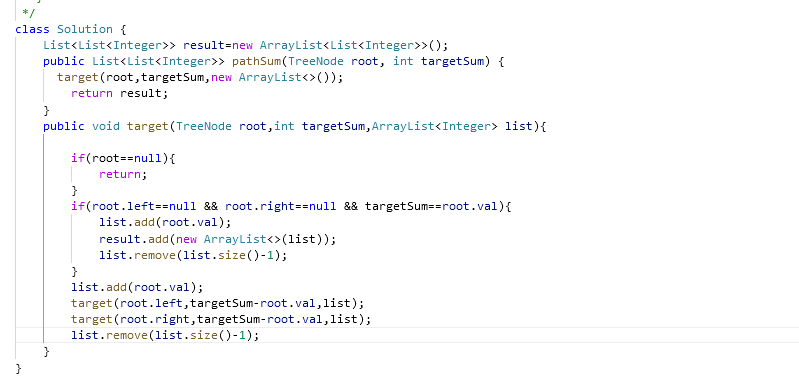 */
class Solution {
    List<List<Integer>> result=new ArrayList<List<Integer>>();
    public List<List<Integer>> pathSum(TreeNode root, int targetSum) {
      target(root,targetSum,new ArrayList<>());
        return result;
    }
    public void target(TreeNode root,int targetSum,ArrayList<Integer> list){
        if(root==null){
            return;
        }
        if(root.left==null && root.right==null && targetSum==root.val){
            list.add(root.val);
            result.add(new ArrayList<>(list));
            list.remove(list.size()-1);
        }
        list.add(root.val);
        target(root.left,targetSum-root.val,list);
        target(root.right,targetSum-root.val,list);
        list.remove(list.size()-1);
    }
}